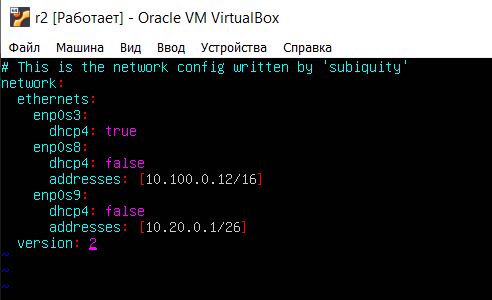 r2 [Работает] - Oracle VM VirtualBox
Файл Машина Вид Ввод Устройства Справка
# This is the network config written by 'subiquity'
network:
  ethernets:
    enp0s3:
      dhcp4: true
    enp0s8:
      dhcp4: false
      addresses: [10.100.0.12/16]
    enp0s9:
      dhcp4: false
      addresses: [10.20.0.1/26]
  version: 2
~
~
~